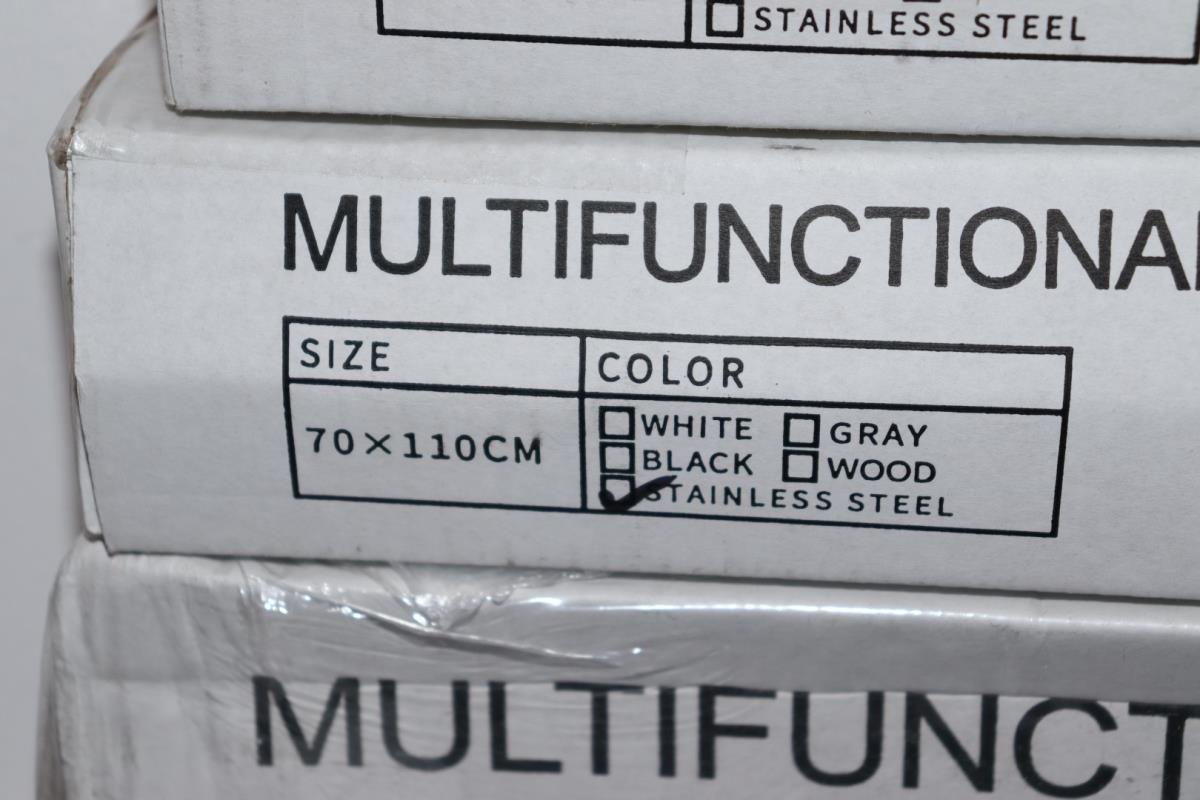 ☐ STAINLESS STEEL
MULTIFUNCTIONA
SIZE COLOR
70×110CM
☐ WHITE ☐ GRAY
☐ BLACK ☐ WOOD
☑ STAINLESS STEEL
MULTIFUNCT